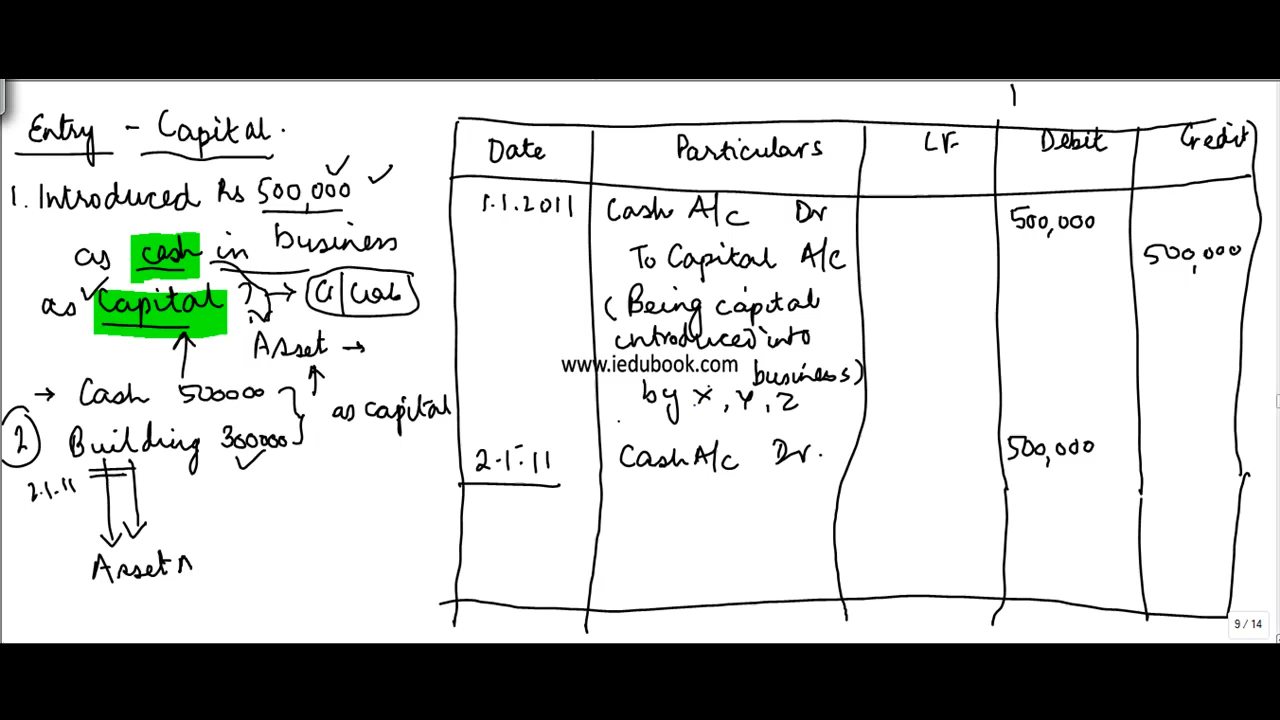 Entry - Capital.
1. Introduced Rs 500,000
as cash in business
as Capital ?
Asset →
→ Cash 500000
as capital
2 Building 300000
2.1.11
Asset
Date Particulars LF Debit Credit
1.1.2011 Cash A/c Dr 500,000
To Capital A/c 500,000
(Being capital
introduced into
www.iedubook.com
business)
by X, Y, Z
2.1.11 Cash A/c Dr. 500,000
9 / 14